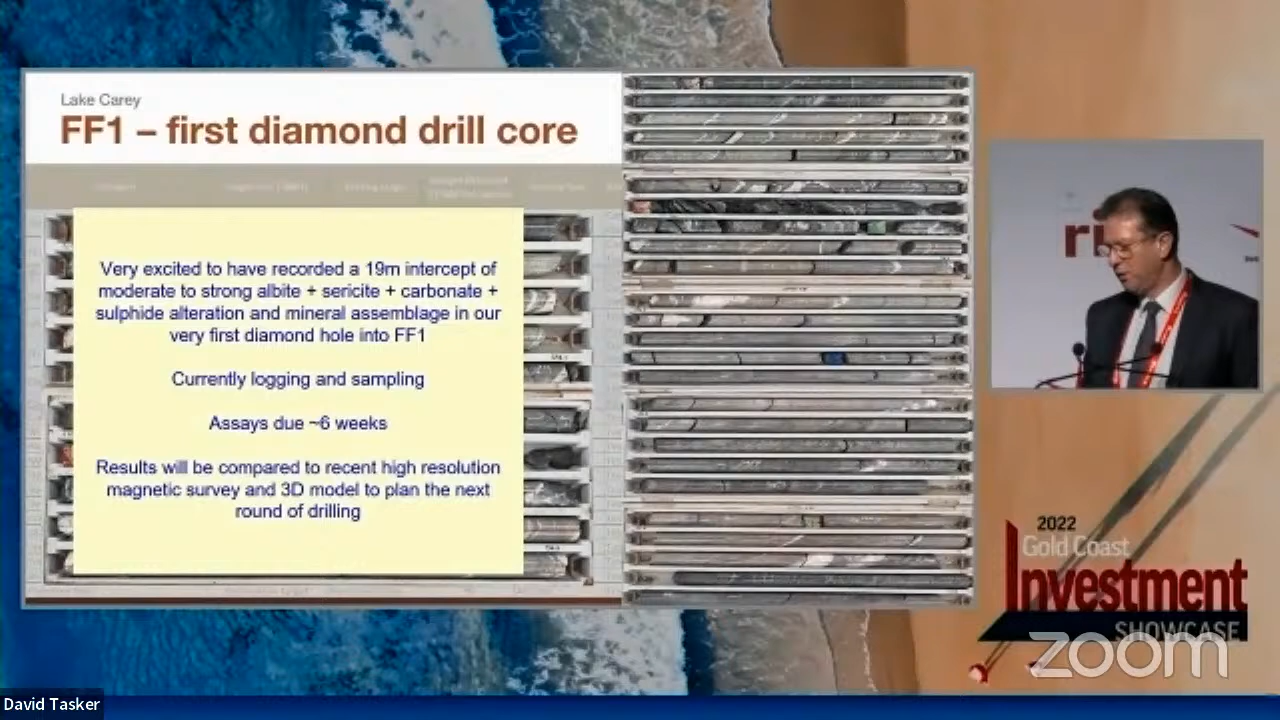 Lake Carey
FF1 – first diamond drill core
Very excited to have recorded a 19m intercept of
moderate to strong albite + sericite + carbonate +
sulphide alteration and mineral assemblage in our
very first diamond hole into FF1
Currently logging and sampling
Assays due ~6 weeks
Results will be compared to recent high resolution
magnetic survey and 3D model to plan the next
round of drilling
2022
Gold Coast
Investment
SHOWCASE
zoom
David Tasker